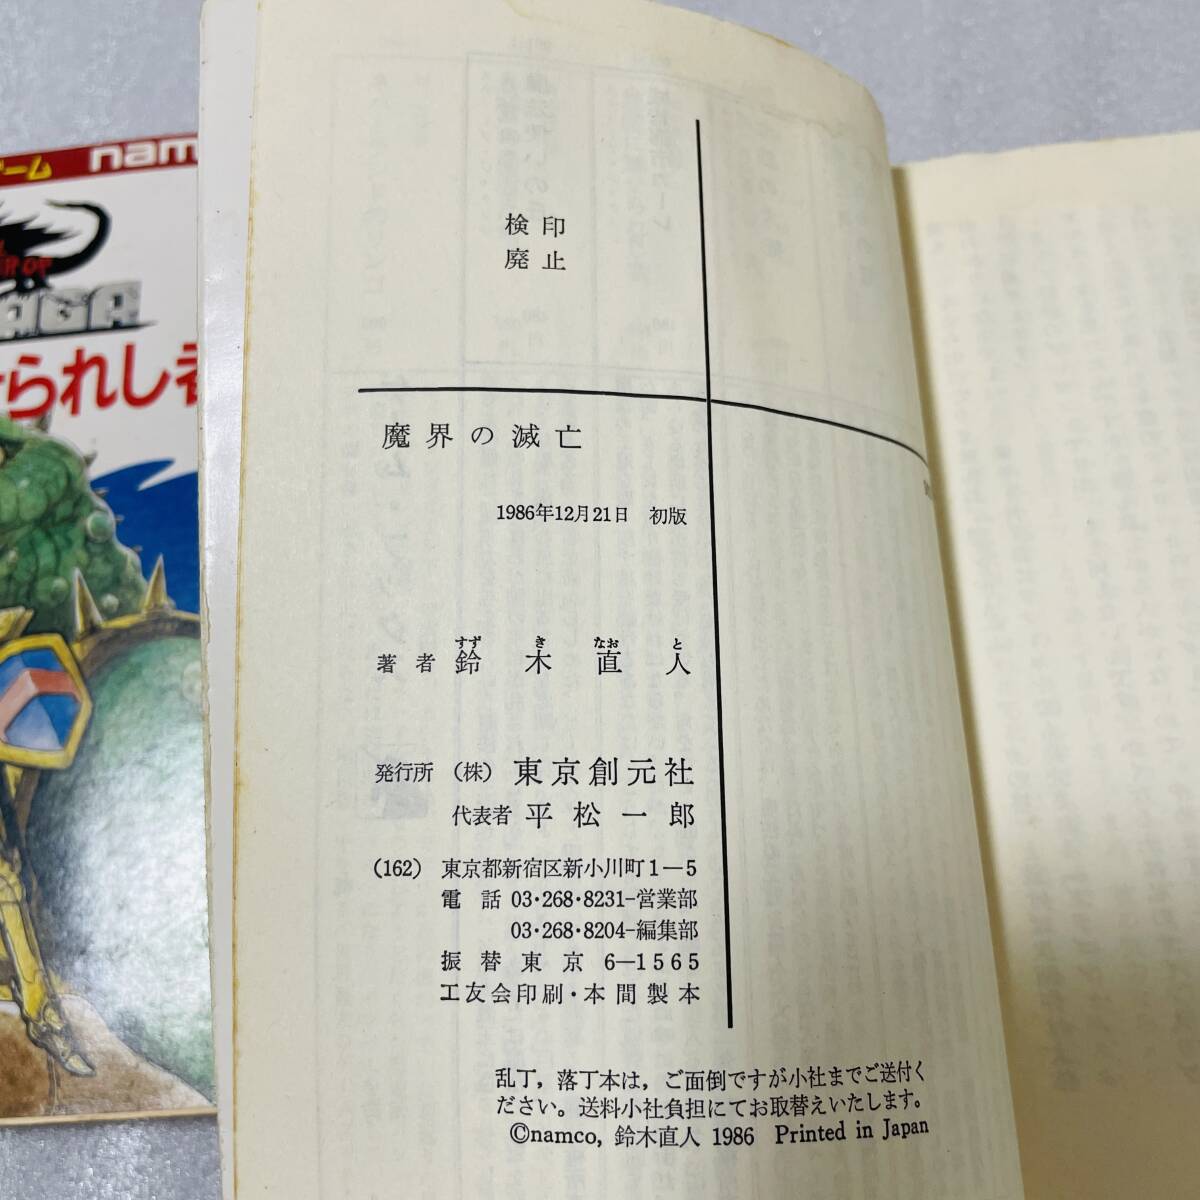 ーム
namco
AGA
られし者
検印
廃止
魔界の滅亡
1986年12月21日 初版
すず き なお と
著者 鈴木直人
発行所 (株) 東京創元社
代表者 平松一郎
(162) 東京都新宿区新小川町1－5
電話 03・268・8231－営業部
03・268・8204－編集部
振替東京 6－1565
工友会印刷・本間製本
乱丁，落丁本は，ご面倒ですが小社までご送付く
ださい。送料小社負担にてお取替えいたします。
©namco, 鈴木直人 1986 Printed in Japan